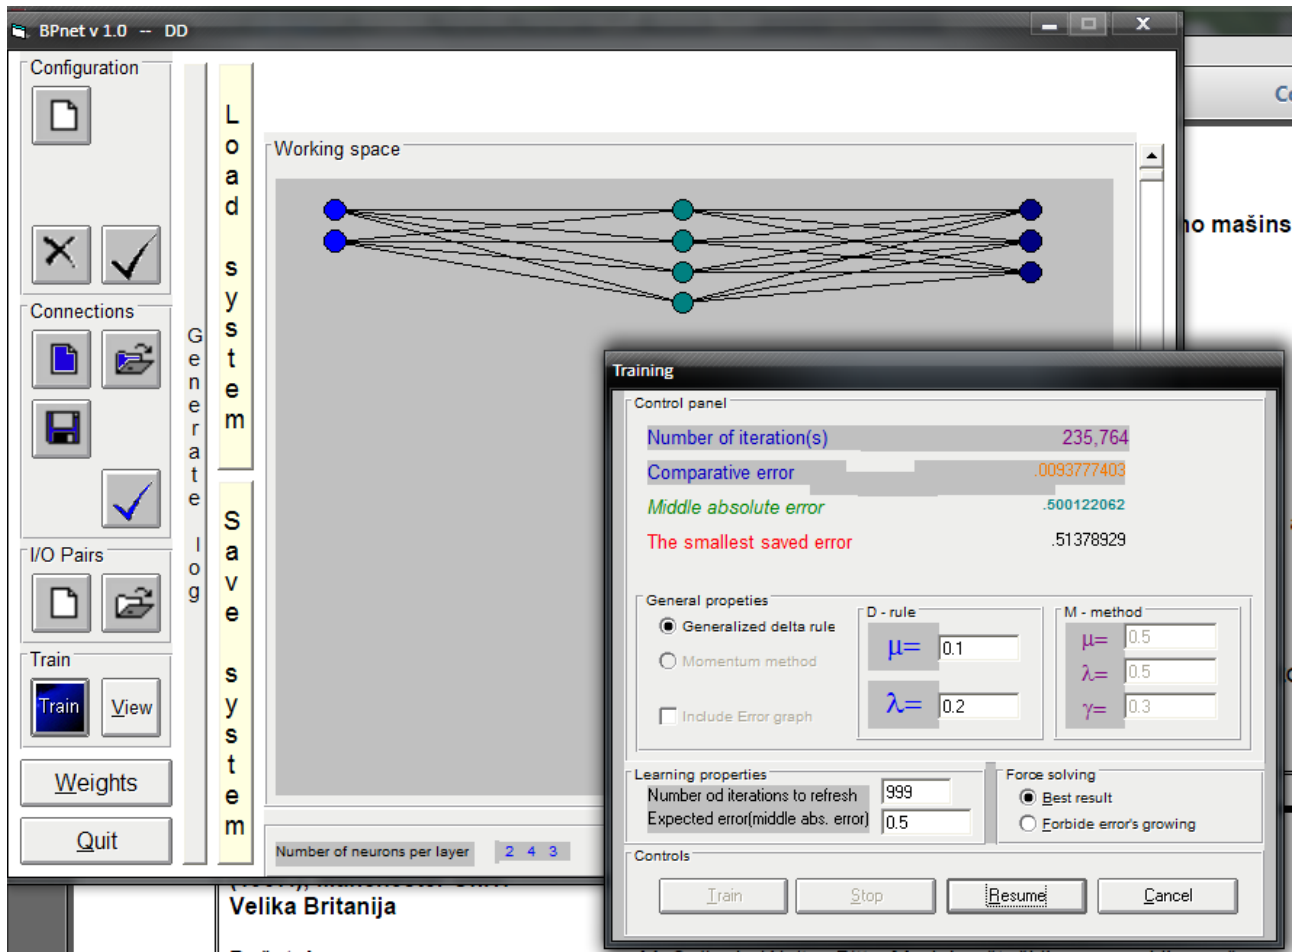 BPnet v 1.0 -- DD
Configuration
Connections
I/O Pairs
Train
Train
View
Weights
Quit
Generate log
Load system
Save system
Working space
Number of neurons per layer 2 4 3
Training
Control panel
Number of iteration(s) 235,764
Comparative error .0093777403
Middle absolute error .500122062
The smallest saved error .51378929
General propeties
Generalized delta rule
Momentum method
Include Error graph
D - rule
μ= 0.1
λ= 0.2
M - method
μ= 0.5
λ= 0.5
γ= 0.3
Learning properties
Number od iterations to refresh 999
Expected error(middle abs. error) 0.5
Force solving
Best result
Forbide error's growing
Controls
Train Stop Resume Cancel
no mašins
Velika Britanija